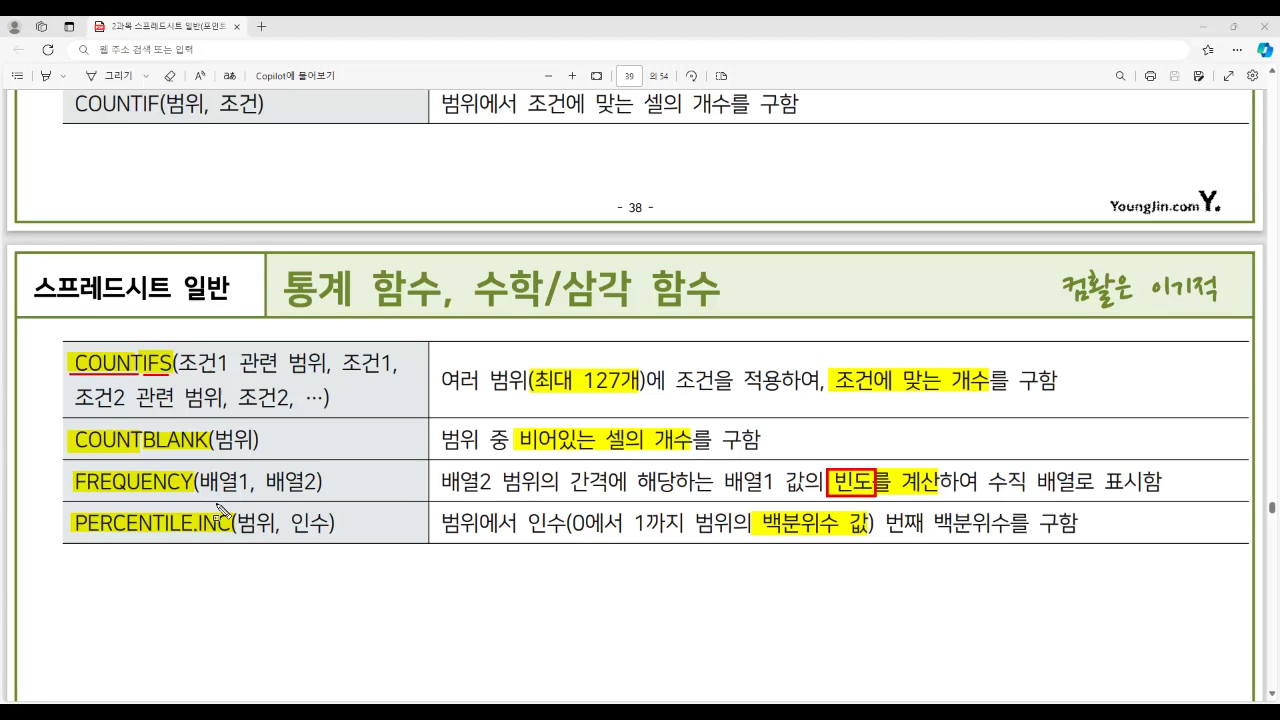 2과목 스프레드시트 일반(포인트
웹 주소 검색 또는 입력
그리기
Copilot에 물어보기
39 의 54
COUNTIF(범위, 조건)
범위에서 조건에 맞는 셀의 개수를 구함
- 38 -
YoungJin.com Y.
스프레드시트 일반
통계 함수, 수학/삼각 함수
컴활은 이기적
COUNTIFS(조건1 관련 범위, 조건1,
조건2 관련 범위, 조건2, …)
여러 범위(최대 127개)에 조건을 적용하여, 조건에 맞는 개수를 구함
COUNTBLANK(범위)
범위 중 비어있는 셀의 개수를 구함
FREQUENCY(배열1, 배열2)
배열2 범위의 간격에 해당하는 배열1 값의 빈도를 계산하여 수직 배열로 표시함
PERCENTILE.INC(범위, 인수)
범위에서 인수(0에서 1까지 범위의 백분위수 값) 번째 백분위수를 구함